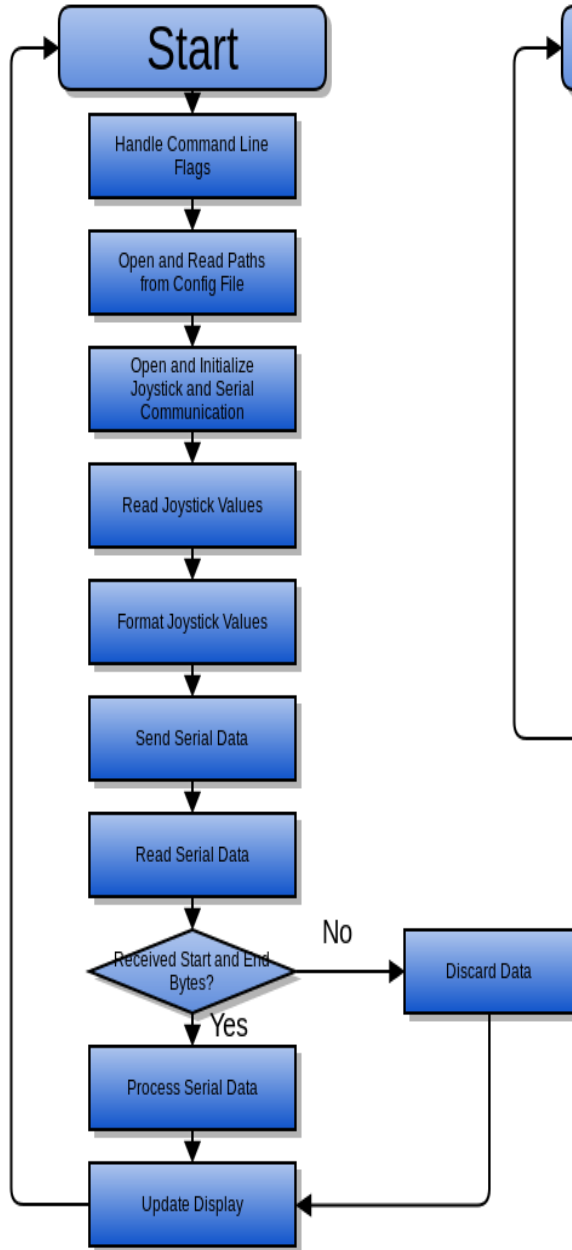 Start
Handle Command Line
Flags
Open and Read Paths
from Config File
Open and Initialize
Joystick and Serial
Communication
Read Joystick Values
Format Joystick Values
Send Serial Data
Read Serial Data
Received Start and End
Bytes?
No
Discard Data
Yes
Process Serial Data
Update Display